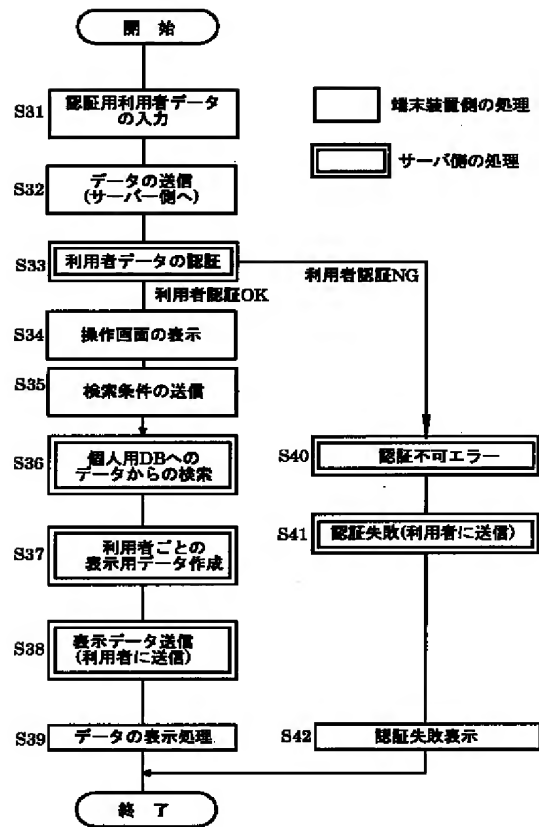 開 始
S31
認証用利用者データ
の入力
端末装置側の処理
S32
データの送信
(サーバー側へ)
サーバ側の処理
S33
利用者データの認証
利用者認証NG
利用者認証OK
S34
操作画面の表示
S35
検索条件の送信
S36
個人用DBへの
データからの検索
S40
認証不可エラー
S37
利用者ごとの
表示用データ作成
S41
認証失敗(利用者に送信)
S38
表示データ送信
(利用者に送信)
S39
データの表示処理
S42
認証失敗表示
終 了